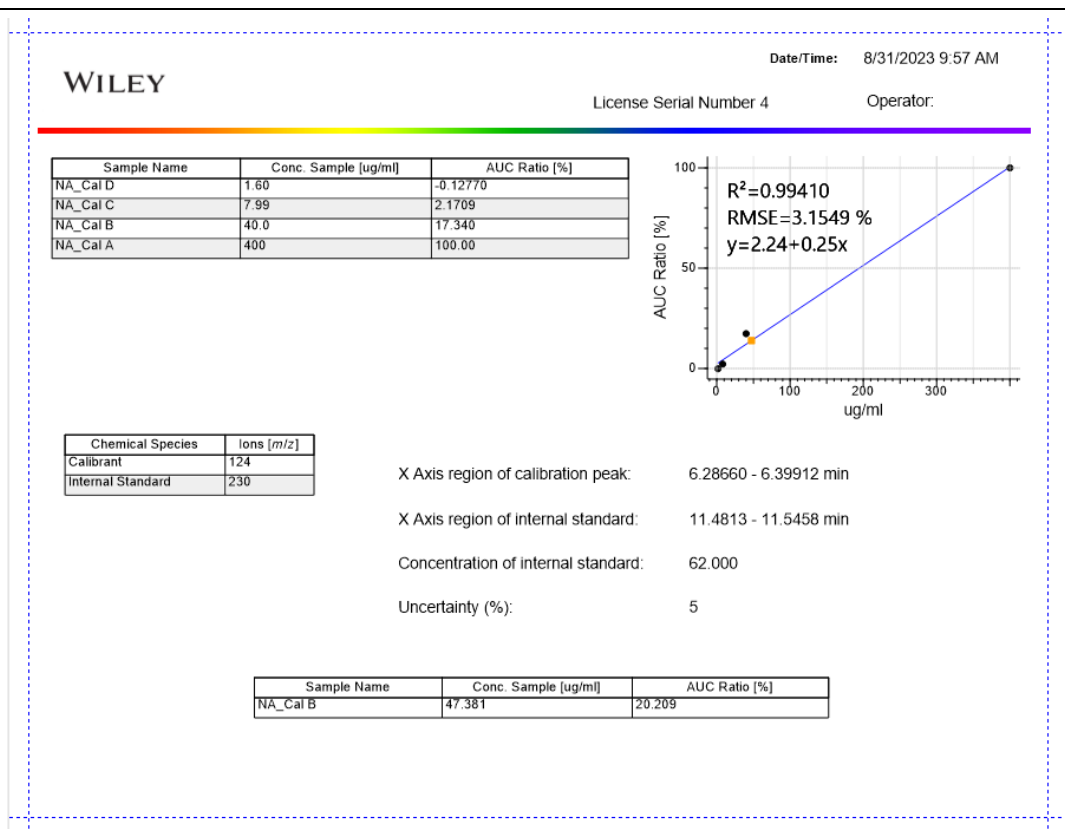 Date/Time: 8/31/2023 9:57 AM
WILEY
License Serial Number 4 Operator:
Sample Name Conc. Sample [ug/ml] AUC Ratio [%]
NA_Cal D 1.60 -0.12770
NA_Cal C 7.99 2.1709
NA_Cal B 40.0 17.340
NA_Cal A 400 100.00
100
R²=0.99410
RMSE=3.1549 %
y=2.24+0.25x
AUC Ratio [%]
50
0
0 100 200 300
ug/ml
Chemical Species Ions [m/z]
Calibrant 124
Internal Standard 230
X Axis region of calibration peak: 6.28660 - 6.39912 min
X Axis region of internal standard: 11.4813 - 11.5458 min
Concentration of internal standard: 62.000
Uncertainty (%): 5
Sample Name Conc. Sample [ug/ml] AUC Ratio [%]
NA_Cal B 47.381 20.209